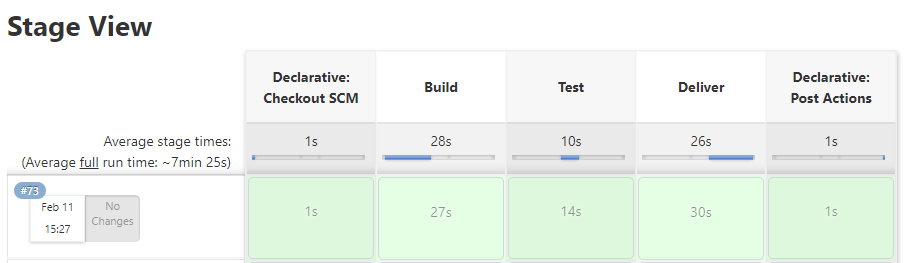 Stage View
Declarative:
Checkout SCM
Build
Test
Deliver
Declarative:
Post Actions
Average stage times:
(Average full run time: ~7min 25s)
1s
28s
10s
26s
1s
#73
Feb 11
15:27
No
Changes
1s
27s
14s
30s
1s